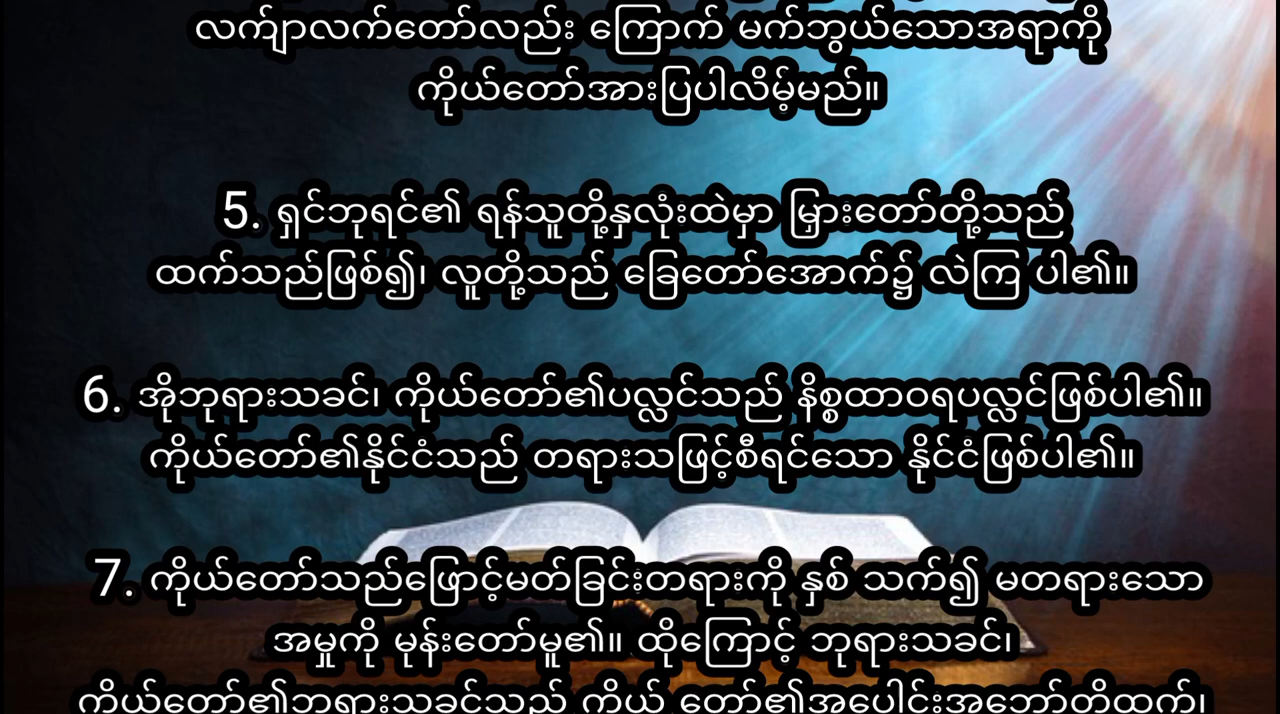 လက်ျာလက်တော်လည်း ကြောက် မက်ဘွယ်သောအရာကို
ကိုယ်တော်အားပြပါလိမ့်မည်။
5. ရှင်ဘုရင်၏ ရန်သူတို့နှလုံးထဲမှာ မြှားတော်တို့သည်
ထက်သည်ဖြစ်၍၊ လူတို့သည် ခြေတော်အောက်၌ လဲကြ ပါ၏။
6. အိုဘုရားသခင်၊ ကိုယ်တော်၏ပလ္လင်သည် နိစ္စထာဝရပလ္လင်ဖြစ်ပါ၏။
ကိုယ်တော်၏နိုင်ငံသည် တရားသဖြင့်စီရင်သော နိုင်ငံဖြစ်ပါ၏။
7. ကိုယ်တော်သည်ဖြောင့်မတ်ခြင်းတရားကို နှစ် သက်၍ မတရားသော
အမှုကို မုန်းတော်မူ၏။ ထိုကြောင့် ဘုရားသခင်၊
ကိုယ်တော်၏ဘုရားသခင်သည် ကိုယ် တော်၏အပေါင်းအဘော်တို့ထက်၊